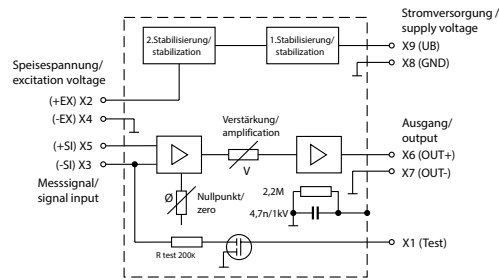 Stromversorgung /
supply voltage
2.Stabilisierung/
stabilization
1.Stabilisierung/
stabilization
X9 (UB)
X8 (GND)
Speisespannung/
excitation voltage
(+EX) X2
(-EX) X4
Verstärkung/
amplification
Ausgang/
output
(+SI) X5
(-SI) X3
V
X6 (OUT+)
X7 (OUT-)
Messsignal/
signal input
Ø
Nullpunkt/
zero
2,2M
4,7n/1kV
R test 200K
X1 (Test)